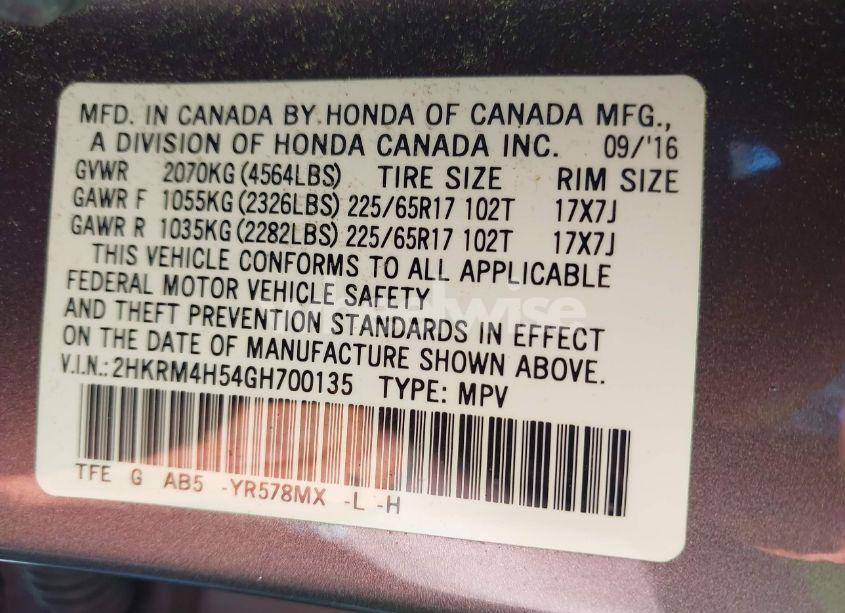 MFD. IN CANADA BY HONDA OF CANADA MFG.,
A DIVISION OF HONDA CANADA INC. 09/'16
GVWR 2070KG (4564LBS) TIRE SIZE RIM SIZE
GAWR F 1055KG (2326LBS) 225/65R17 102T 17X7J
GAWR R 1035KG (2282LBS) 225/65R17 102T 17X7J
THIS VEHICLE CONFORMS TO ALL APPLICABLE
FEDERAL MOTOR VEHICLE SAFETY
AND THEFT PREVENTION STANDARDS IN EFFECT
ON THE DATE OF MANUFACTURE SHOWN ABOVE.
V.I.N.: 2HKRM4H54GH700135 TYPE: MPV
TFE G AB5 -YR578MX -L -H